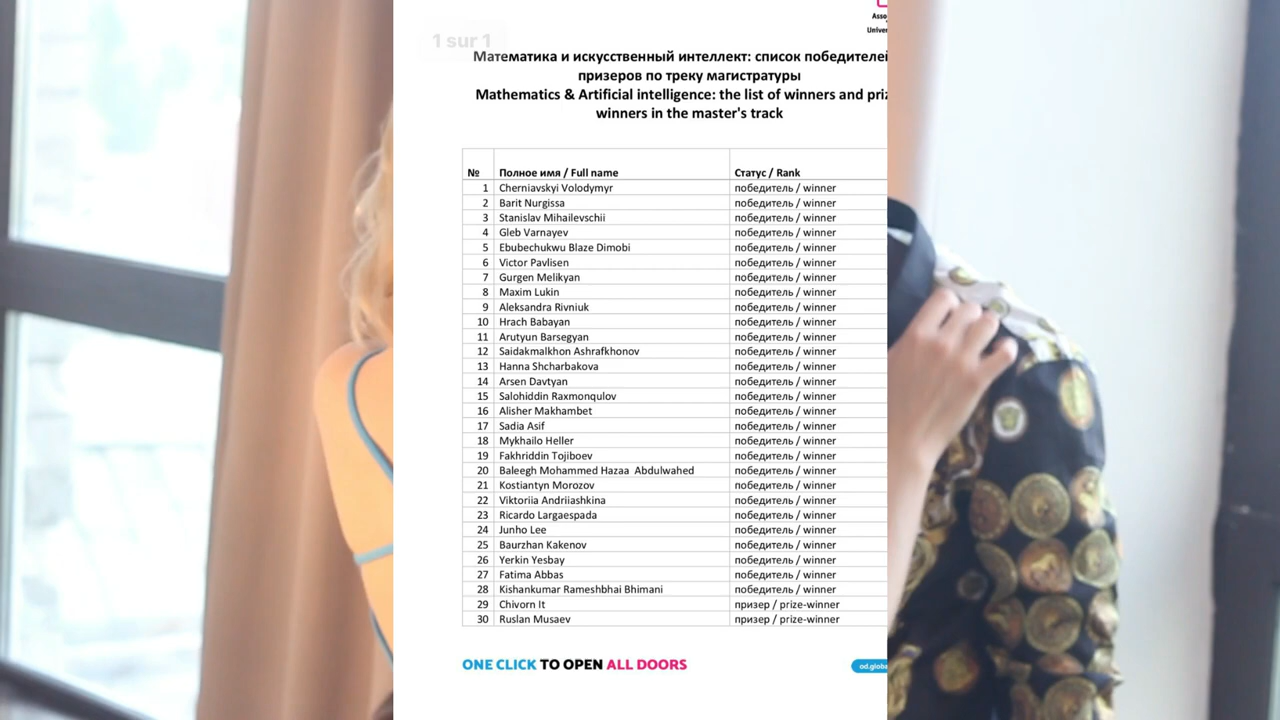 Asso
Univer
1 sur 1
Математика и искусственный интеллект: список победителей
призеров по треку магистратуры
Mathematics & Artificial intelligence: the list of winners and priz
winners in the master's track
№ Полное имя / Full name Статус / Rank
1 Cherniavskyi Volodymyr победитель / winner
2 Barit Nurgissa победитель / winner
3 Stanislav Mihailevschii победитель / winner
4 Gleb Varnayev победитель / winner
5 Ebubechukwu Blaze Dimobi победитель / winner
6 Victor Pavlisen победитель / winner
7 Gurgen Melikyan победитель / winner
8 Maxim Lukin победитель / winner
9 Aleksandra Rivniuk победитель / winner
10 Hrach Babayan победитель / winner
11 Arutyun Barsegyan победитель / winner
12 Saidakmalkhon Ashrafkhonov победитель / winner
13 Hanna Shcharbakova победитель / winner
14 Arsen Davtyan победитель / winner
15 Salohiddin Raxmonqulov победитель / winner
16 Alisher Makhambet победитель / winner
17 Sadia Asif победитель / winner
18 Mykhailo Heller победитель / winner
19 Fakhriddin Tojiboev победитель / winner
20 Baleegh Mohammed Hazaa Abdulwahed победитель / winner
21 Kostiantyn Morozov победитель / winner
22 Viktoriia Andriiashkina победитель / winner
23 Ricardo Largaespada победитель / winner
24 Junho Lee победитель / winner
25 Baurzhan Kakenov победитель / winner
26 Yerkin Yesbay победитель / winner
27 Fatima Abbas победитель / winner
28 Kishankumar Rameshbhai Bhimani победитель / winner
29 Chivorn It призер / prize-winner
30 Ruslan Musaev призер / prize-winner
ONE CLICK TO OPEN ALL DOORS
od.globa